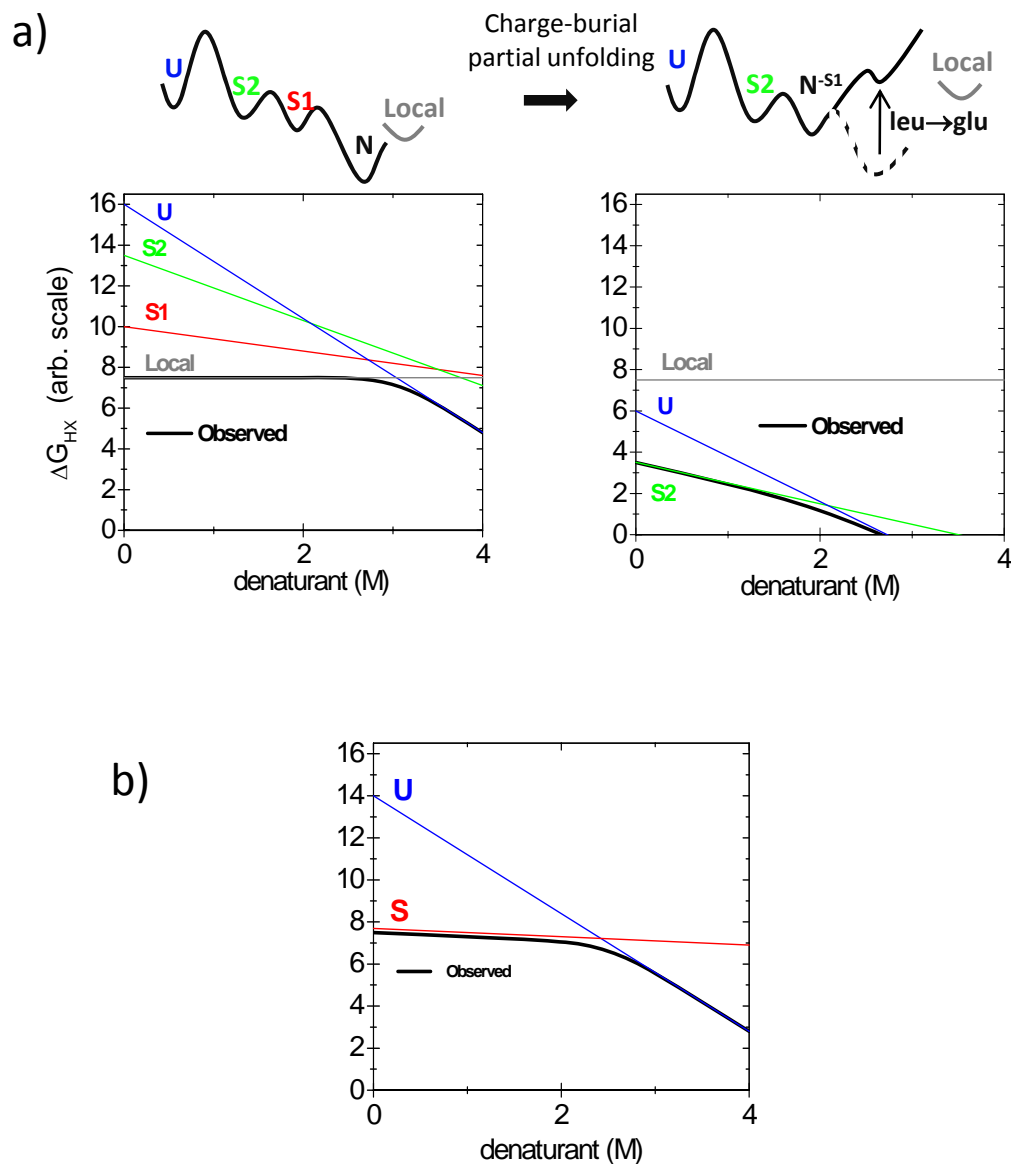 a)
Charge-burial
partial unfolding
U
S2
S1
N
Local
U
S2
N-S1
Local
leu→glu
ΔGHX (arb. scale)
16
14
12
10
8
6
4
2
0
U
S2
S1
Local
Observed
0 2 4
denaturant (M)
16
14
12
10
8
6
4
2
0
Local
U
Observed
S2
0 2 4
denaturant (M)
b)
16
14
12
10
8
6
4
2
0
U
S
Observed
0 2 4
denaturant (M)